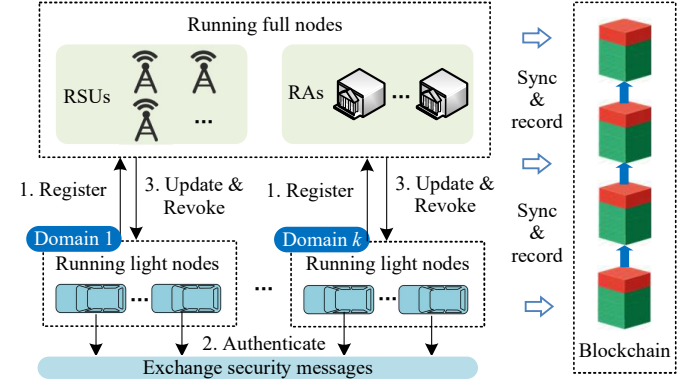 Running full nodes
RSUs
...
RAs
...
Sync
&
record
1. Register
3. Update &
Revoke
1. Register
3. Update &
Revoke
Sync
&
record
Domain 1
Running light nodes
...
...
Domain k
Running light nodes
...
2. Authenticate
Exchange security messages
Blockchain